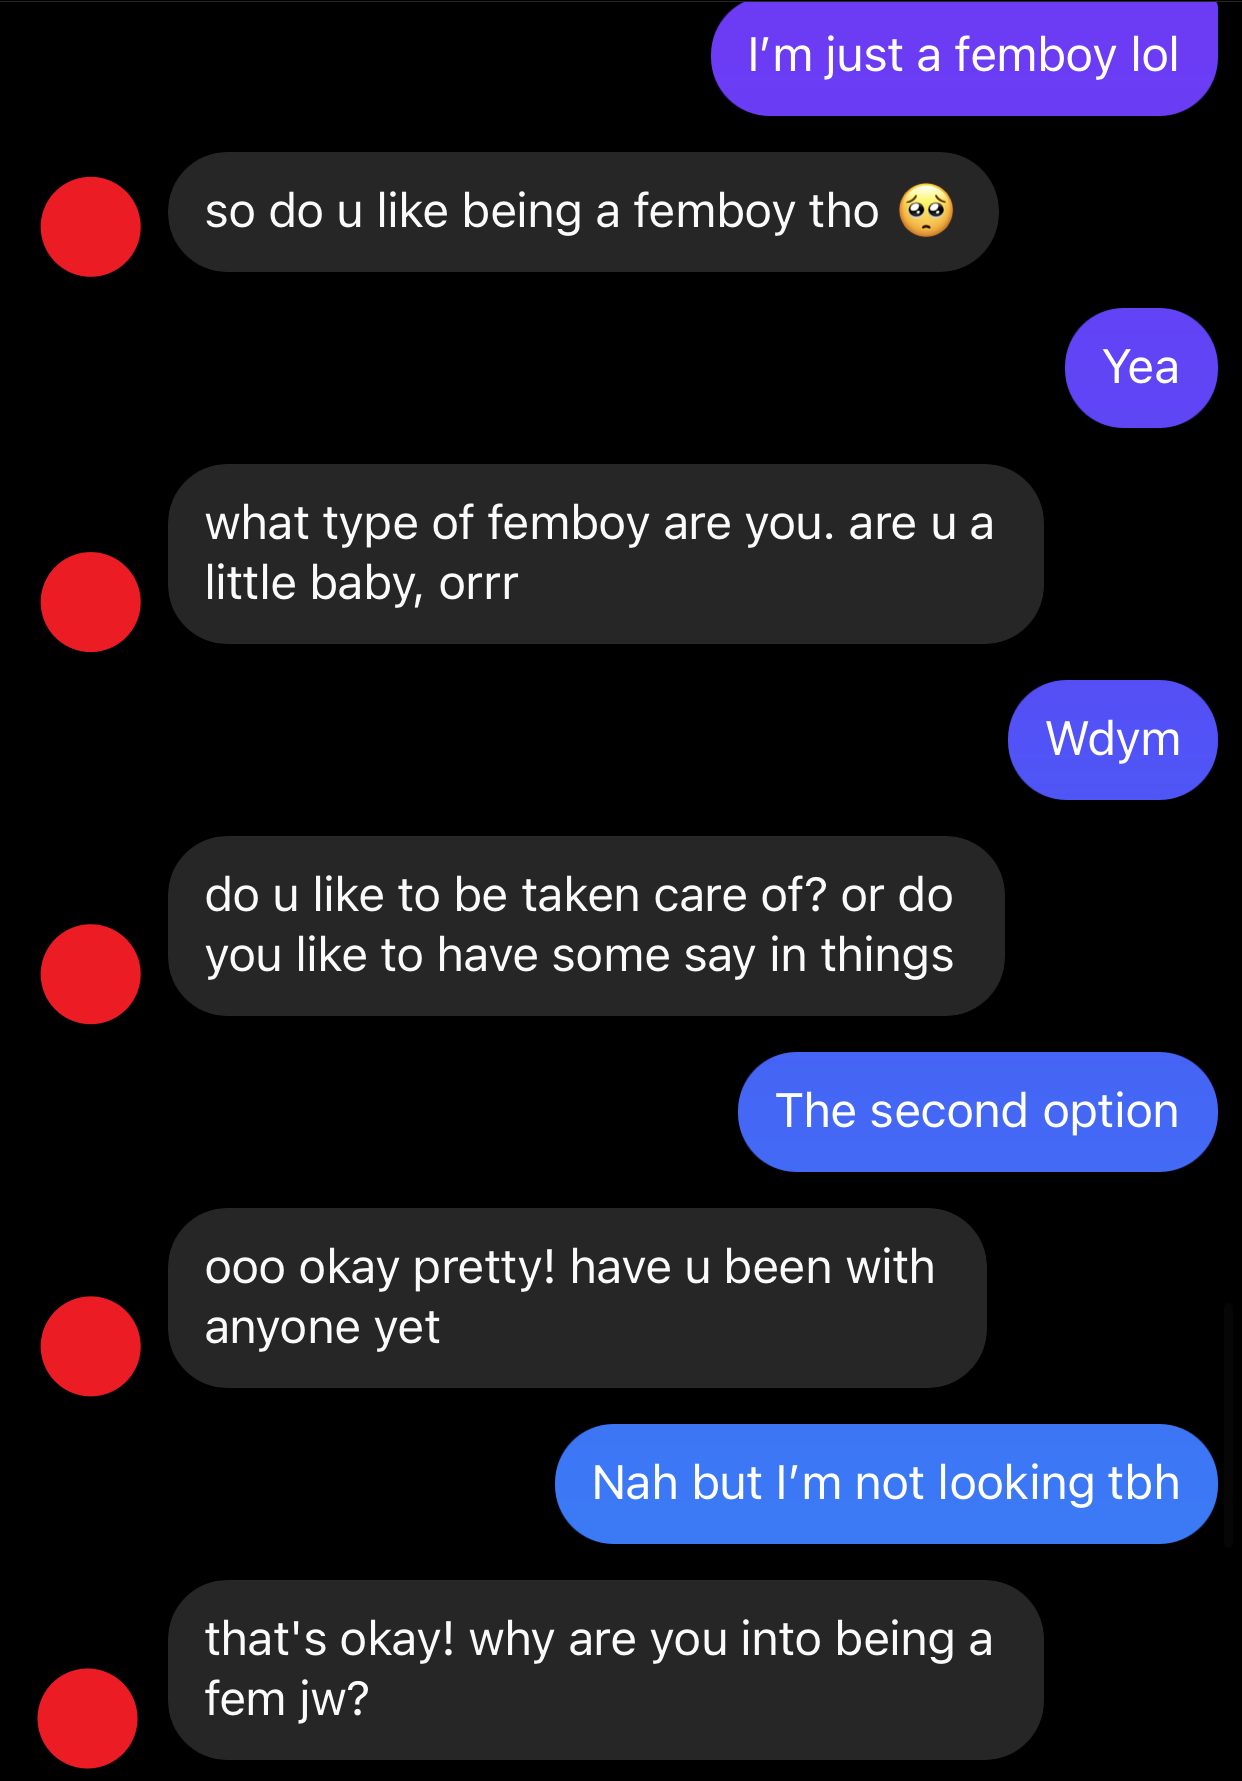 I’m just a femboy lol
so do u like being a femboy tho 🥺
Yea
what type of femboy are you. are u a
little baby, orrr
Wdym
do u like to be taken care of? or do
you like to have some say in things
The second option
ooo okay pretty! have u been with
anyone yet
Nah but I’m not looking tbh
that's okay! why are you into being a
fem jw?